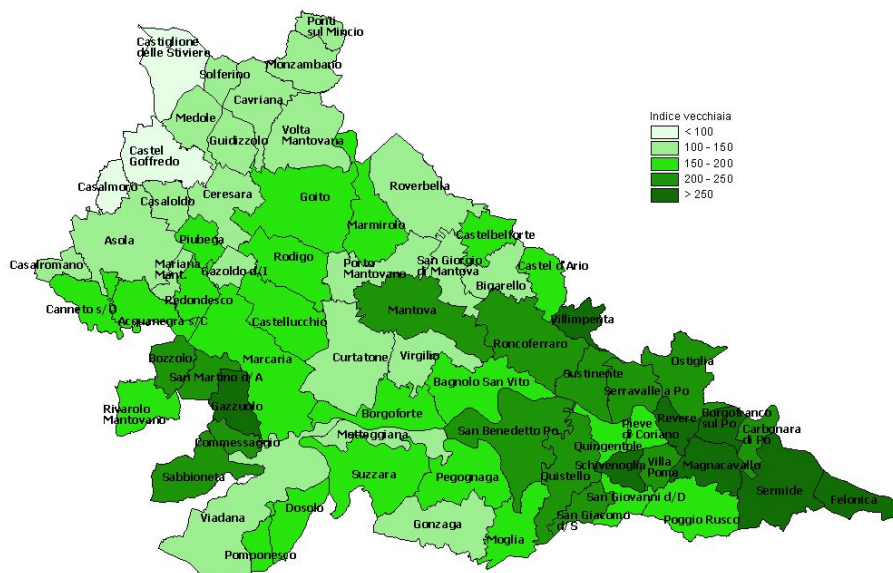 Ponti
sul Mincio
Castiglione
delle Stiviere
Monzambano
Solferino
Cavriana
Medole
Guidizzolo
Volta
Mantovana
Castel
Goffredo
Roverbella
Casalmoro
Casaloldo
Ceresara
Goito
Marmirolo
Castelbelforte
Asola
Piubega
Rodigo
Casalromano
Mariana
Mant.
Gazoldo d/I
Porto
Mantovano
San Giorgio
di Mantova
Castel d'Ario
Bigarello
Canneto s/O
Acquanegra s/C
Redondesco
Castellucchio
Mantova
Villimpenta
Roncoferraro
Bozzolo
Marcaria
Curtatone
Virgilio
Ostiglia
San Martino d/A
Sustinente
Serravalle a Po
Rivarolo
Mantovano
Gazzuolo
Bagnolo San Vito
Borgoforte
Revere
Borgofranco
sul Po
Carbonara
di Po
Commessaggio
Motteggiana
San Benedetto Po
Pieve
di Coriano
Quingentole
Sabbioneta
Suzzara
Pegognaga
Quistello
Schivenoglia
Villa
Poma
Magnacavallo
Sermide
Felonica
Viadana
Dosolo
Gonzaga
Moglia
San Giacomo
d/S
San Giovanni d/D
Poggio Rusco
Pomponesco
Indice vecchiaia
< 100
100 - 150
150 - 200
200 - 250
> 250